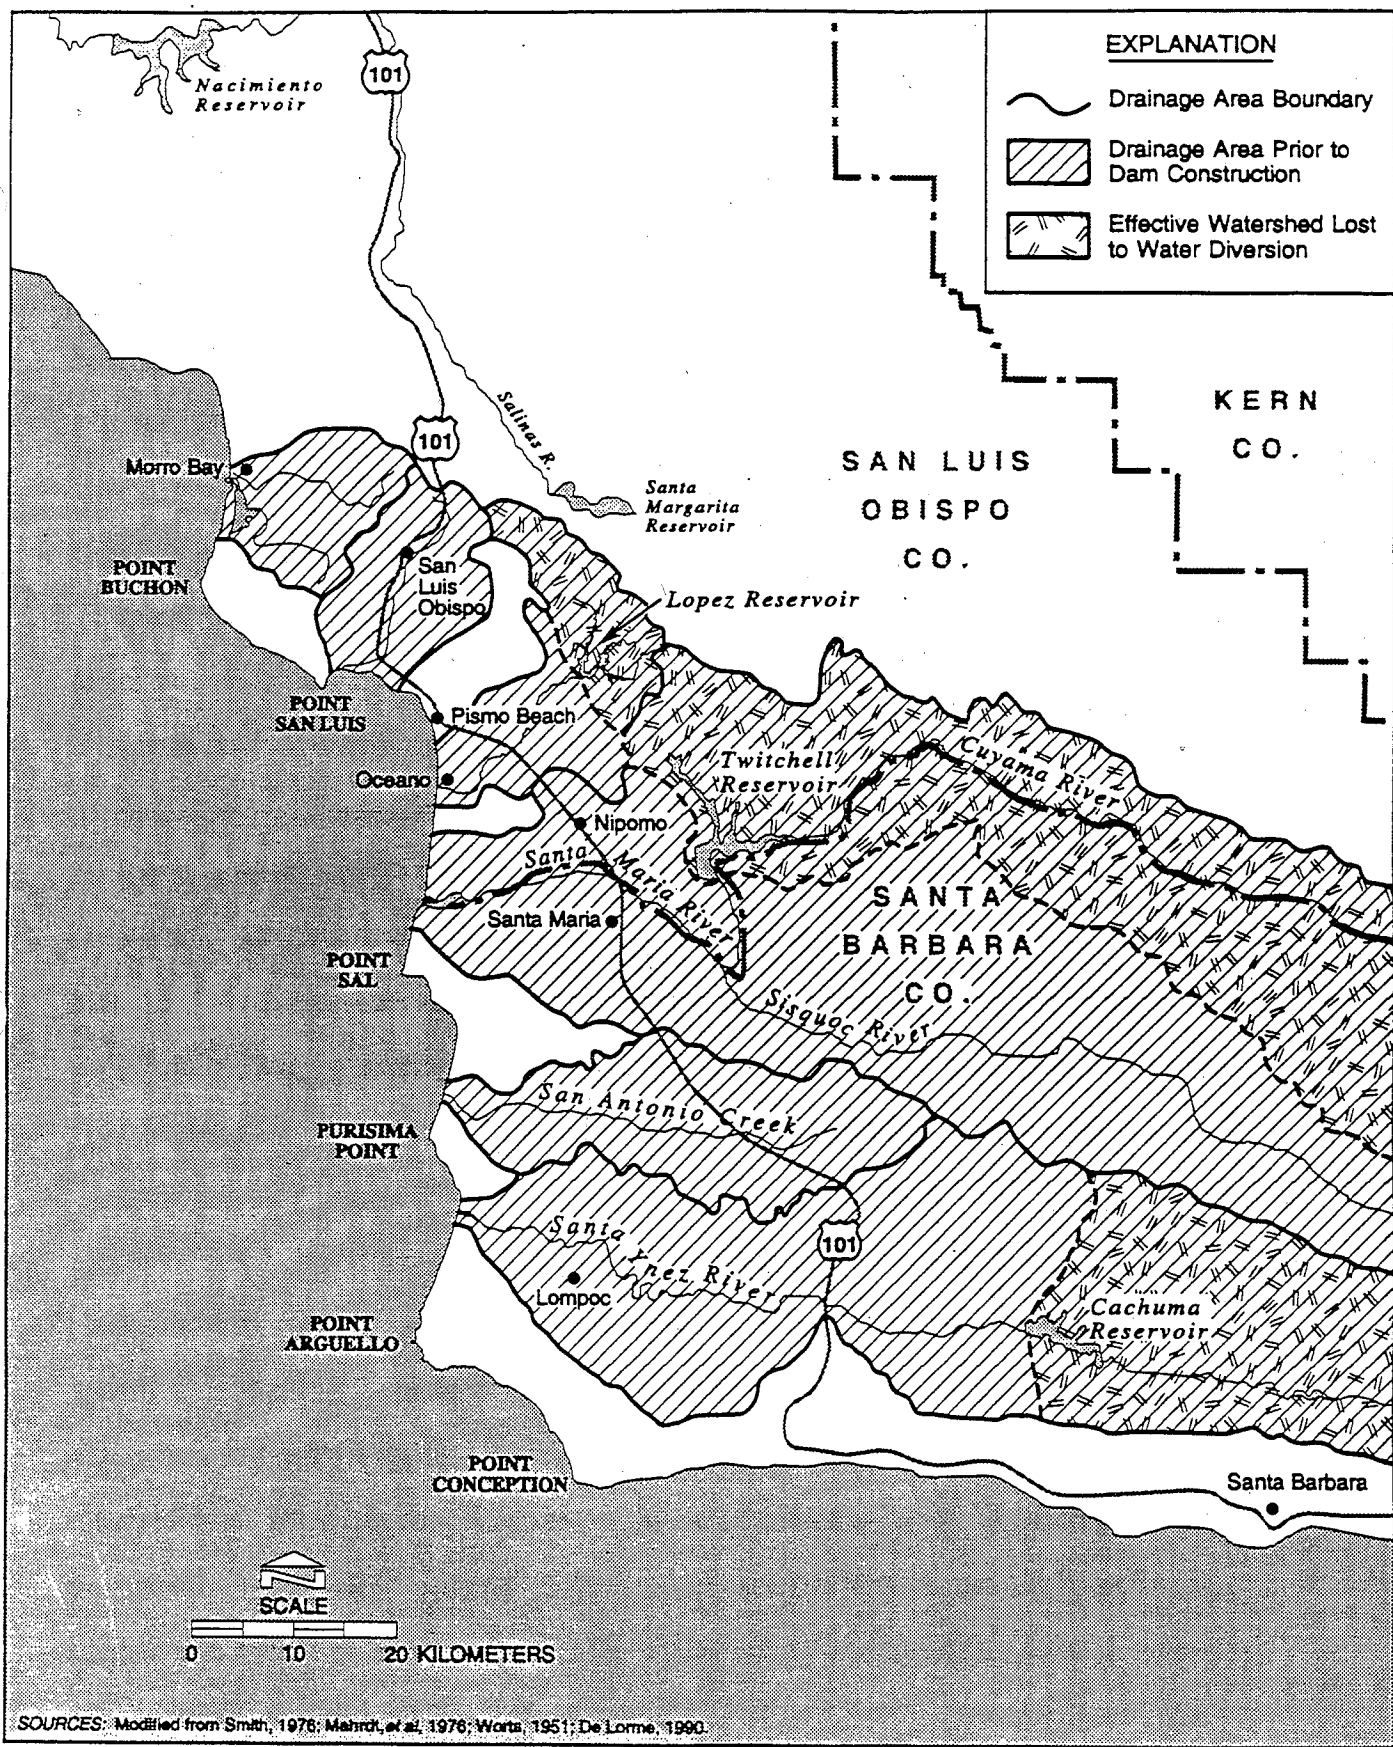 EXPLANATION
Drainage Area Boundary
Drainage Area Prior to
Dam Construction
Effective Watershed Lost
to Water Diversion
Nacimiento
Reservoir
101
101
Salinas R.
Santa
Margarita
Reservoir
SAN LUIS
OBISPO
CO.
KERN
CO.
Morro Bay
POINT
BUCHON
San
Luis
Obispo
Lopez Reservoir
POINT
SAN LUIS
Pismo Beach
Oceano
Twitchell
Reservoir
Cuyama River
Nipomo
Santa Maria River
Santa Maria
SANTA
BARBARA
CO.
POINT
SAL
Sisquoc River
San Antonio Creek
PURISIMA
POINT
Santa Ynez River
101
Lompoc
Cachuma
Reservoir
POINT
ARGUELLO
POINT
CONCEPTION
Santa Barbara
N
SCALE
0 10 20 KILOMETERS
SOURCES: Modified from Smith, 1976; Mahrdt, et al, 1976; Worts, 1951; De Lorme, 1990.